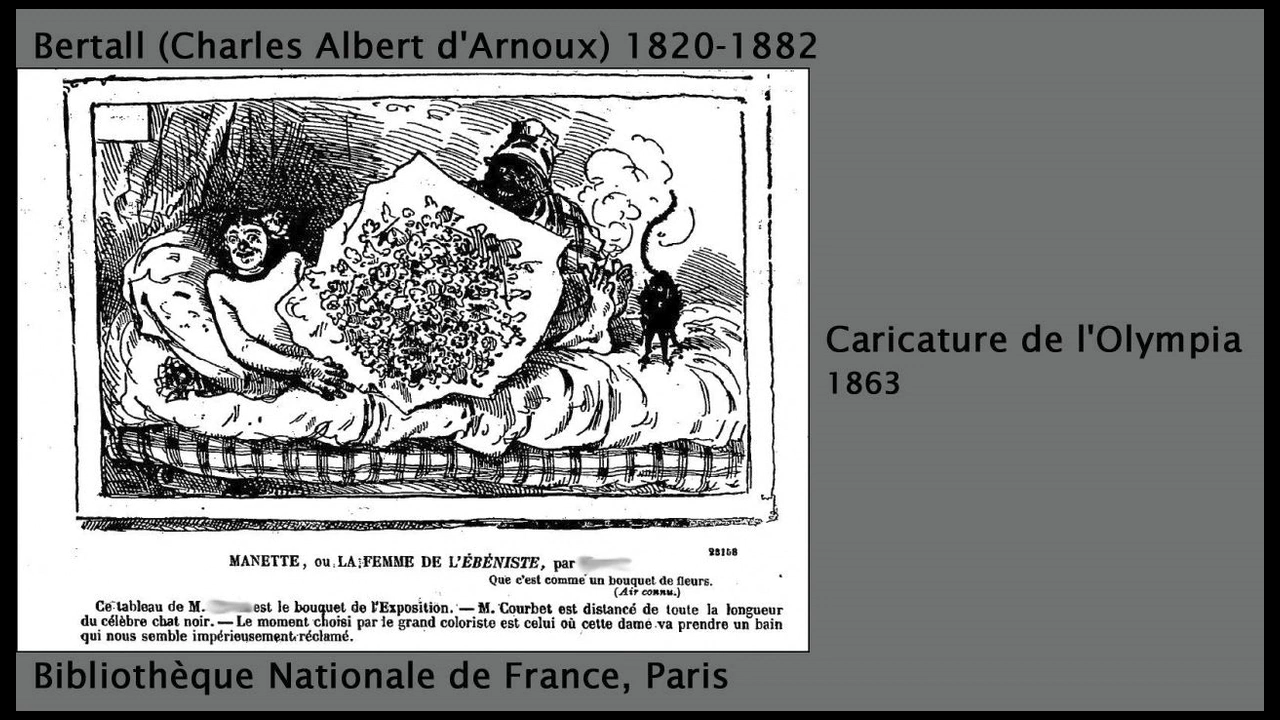 Bertall (Charles Albert d'Arnoux) 1820-1882
Caricature de l'Olympia
1863
23168
MANETTE, ou LA FEMME DE L'ÉBÉNISTE, par
Que c'est comme un bouquet de fleurs.
(Air connu.)
Ce tableau de M. est le bouquet de l'Exposition. — M. Courbet est distancé de toute la longueur
du célèbre chat noir. — Le moment choisi par le grand coloriste est celui où cette dame va prendre un bain
qui nous semble impérieusement réclamé.
Bibliothèque Nationale de France, Paris